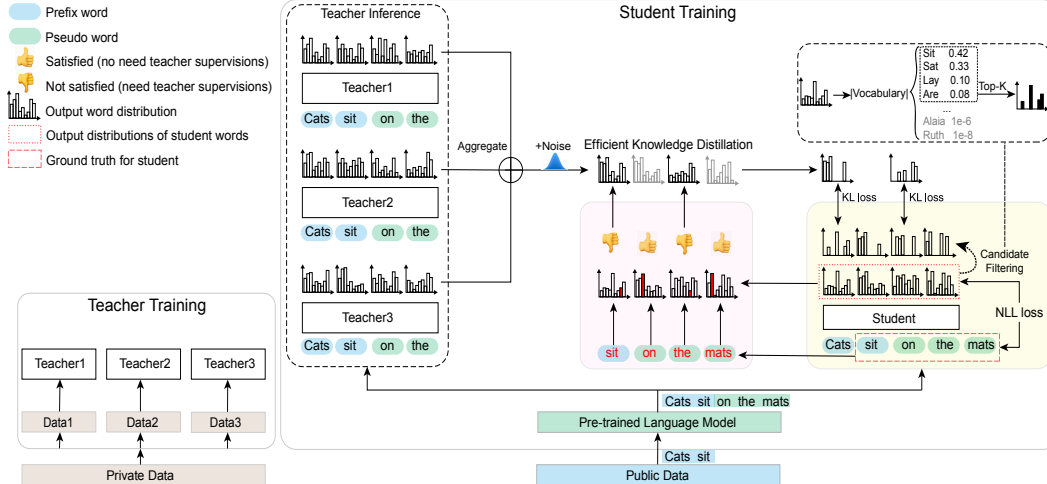 Prefix word
Pseudo word
Satisfied (no need teacher supervisions)
Not satisfied (need teacher supervisions)
Output word distribution
Output distributions of student words
Ground truth for student
Teacher Training
Teacher1 Teacher2 Teacher3
Data1 Data2 Data3
Private Data
Teacher Inference
Teacher1
Cats sit on the
Teacher2
Cats sit on the
Teacher3
Cats sit on the
Aggregate
+Noise
Student Training
Efficient Knowledge Distillation
|Vocabulary|
Sit 0.42
Sat 0.33
Lay 0.10
Are 0.08
...
Alaia 1e-6
Ruth 1e-8
Top-K
KL loss KL loss
Candidate
Filtering
Student
NLL loss
Cats sit on the mats
sit on the mats
Cats sit on the mats
Pre-trained Language Model
Cats sit
Public Data